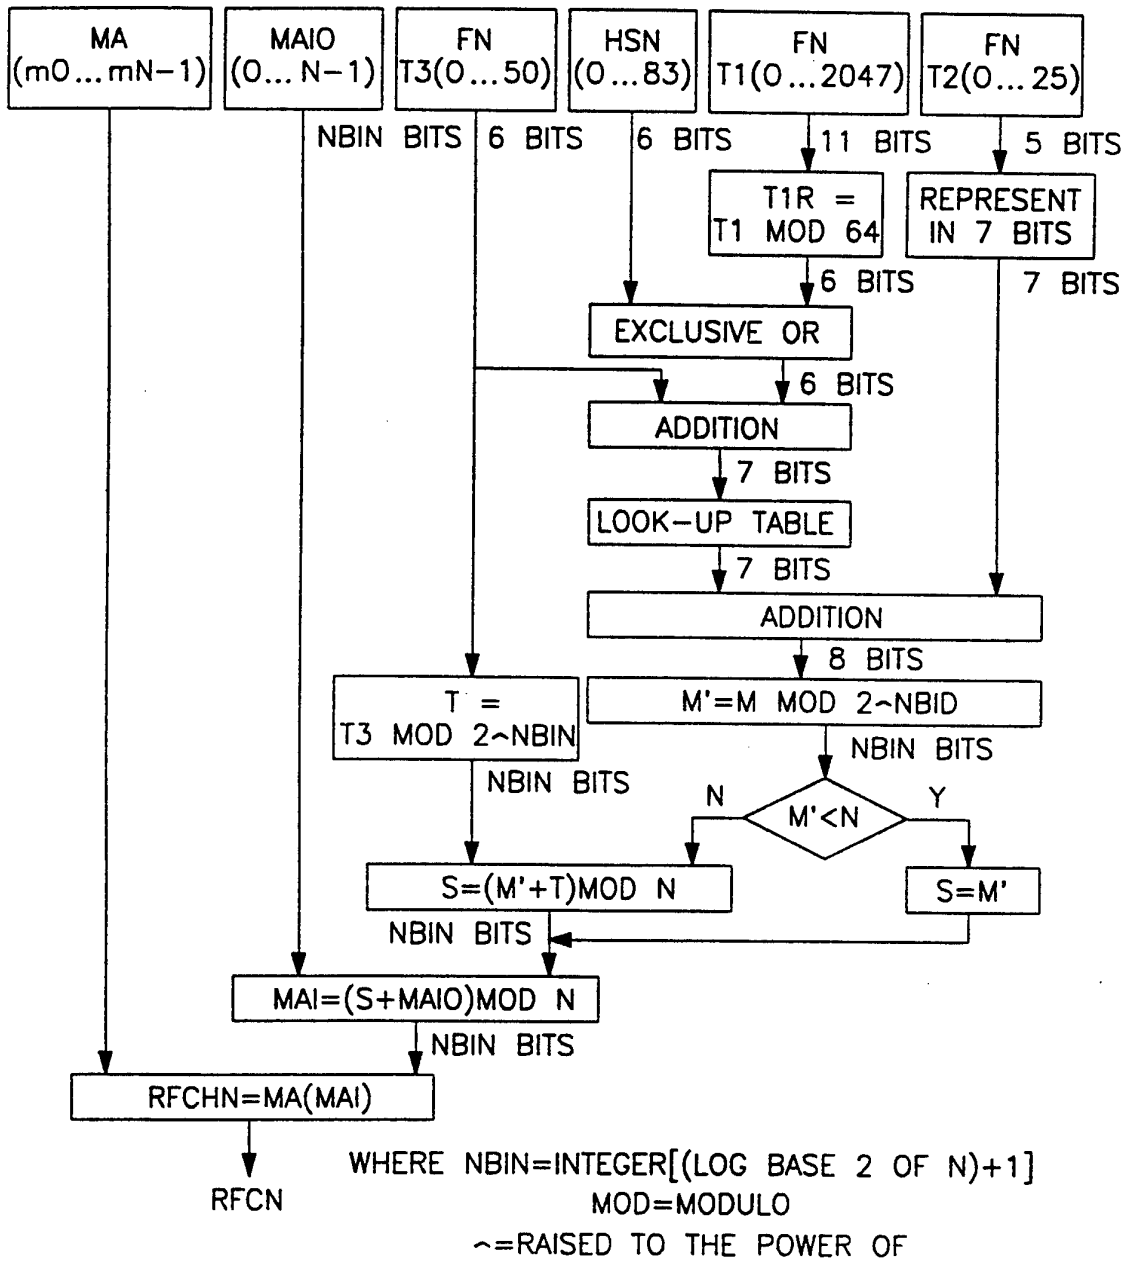 MA
(m0...mN-1)
MAIO
(0... N-1)
FN
T3(0...50)
HSN
(0...83)
FN
T1(0...2047)
FN
T2(0...25)
NBIN BITS
6 BITS
6 BITS
11 BITS
5 BITS
T1R =
T1 MOD 64
REPRESENT
IN 7 BITS
6 BITS
7 BITS
EXCLUSIVE OR
6 BITS
ADDITION
7 BITS
LOOK-UP TABLE
7 BITS
ADDITION
8 BITS
T =
T3 MOD 2~NBIN
M'=M MOD 2~NBID
NBIN BITS
NBIN BITS
N
M'<N
Y
S=(M'+T)MOD N
S=M'
NBIN BITS
MAI=(S+MAIO)MOD N
NBIN BITS
RFCHN=MA(MAI)
RFCN
WHERE NBIN=INTEGER[(LOG BASE 2 OF N)+1]
MOD=MODULO
~=RAISED TO THE POWER OF